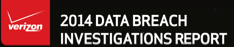 verizon
2014 DATA BREACH
INVESTIGATIONS REPORT